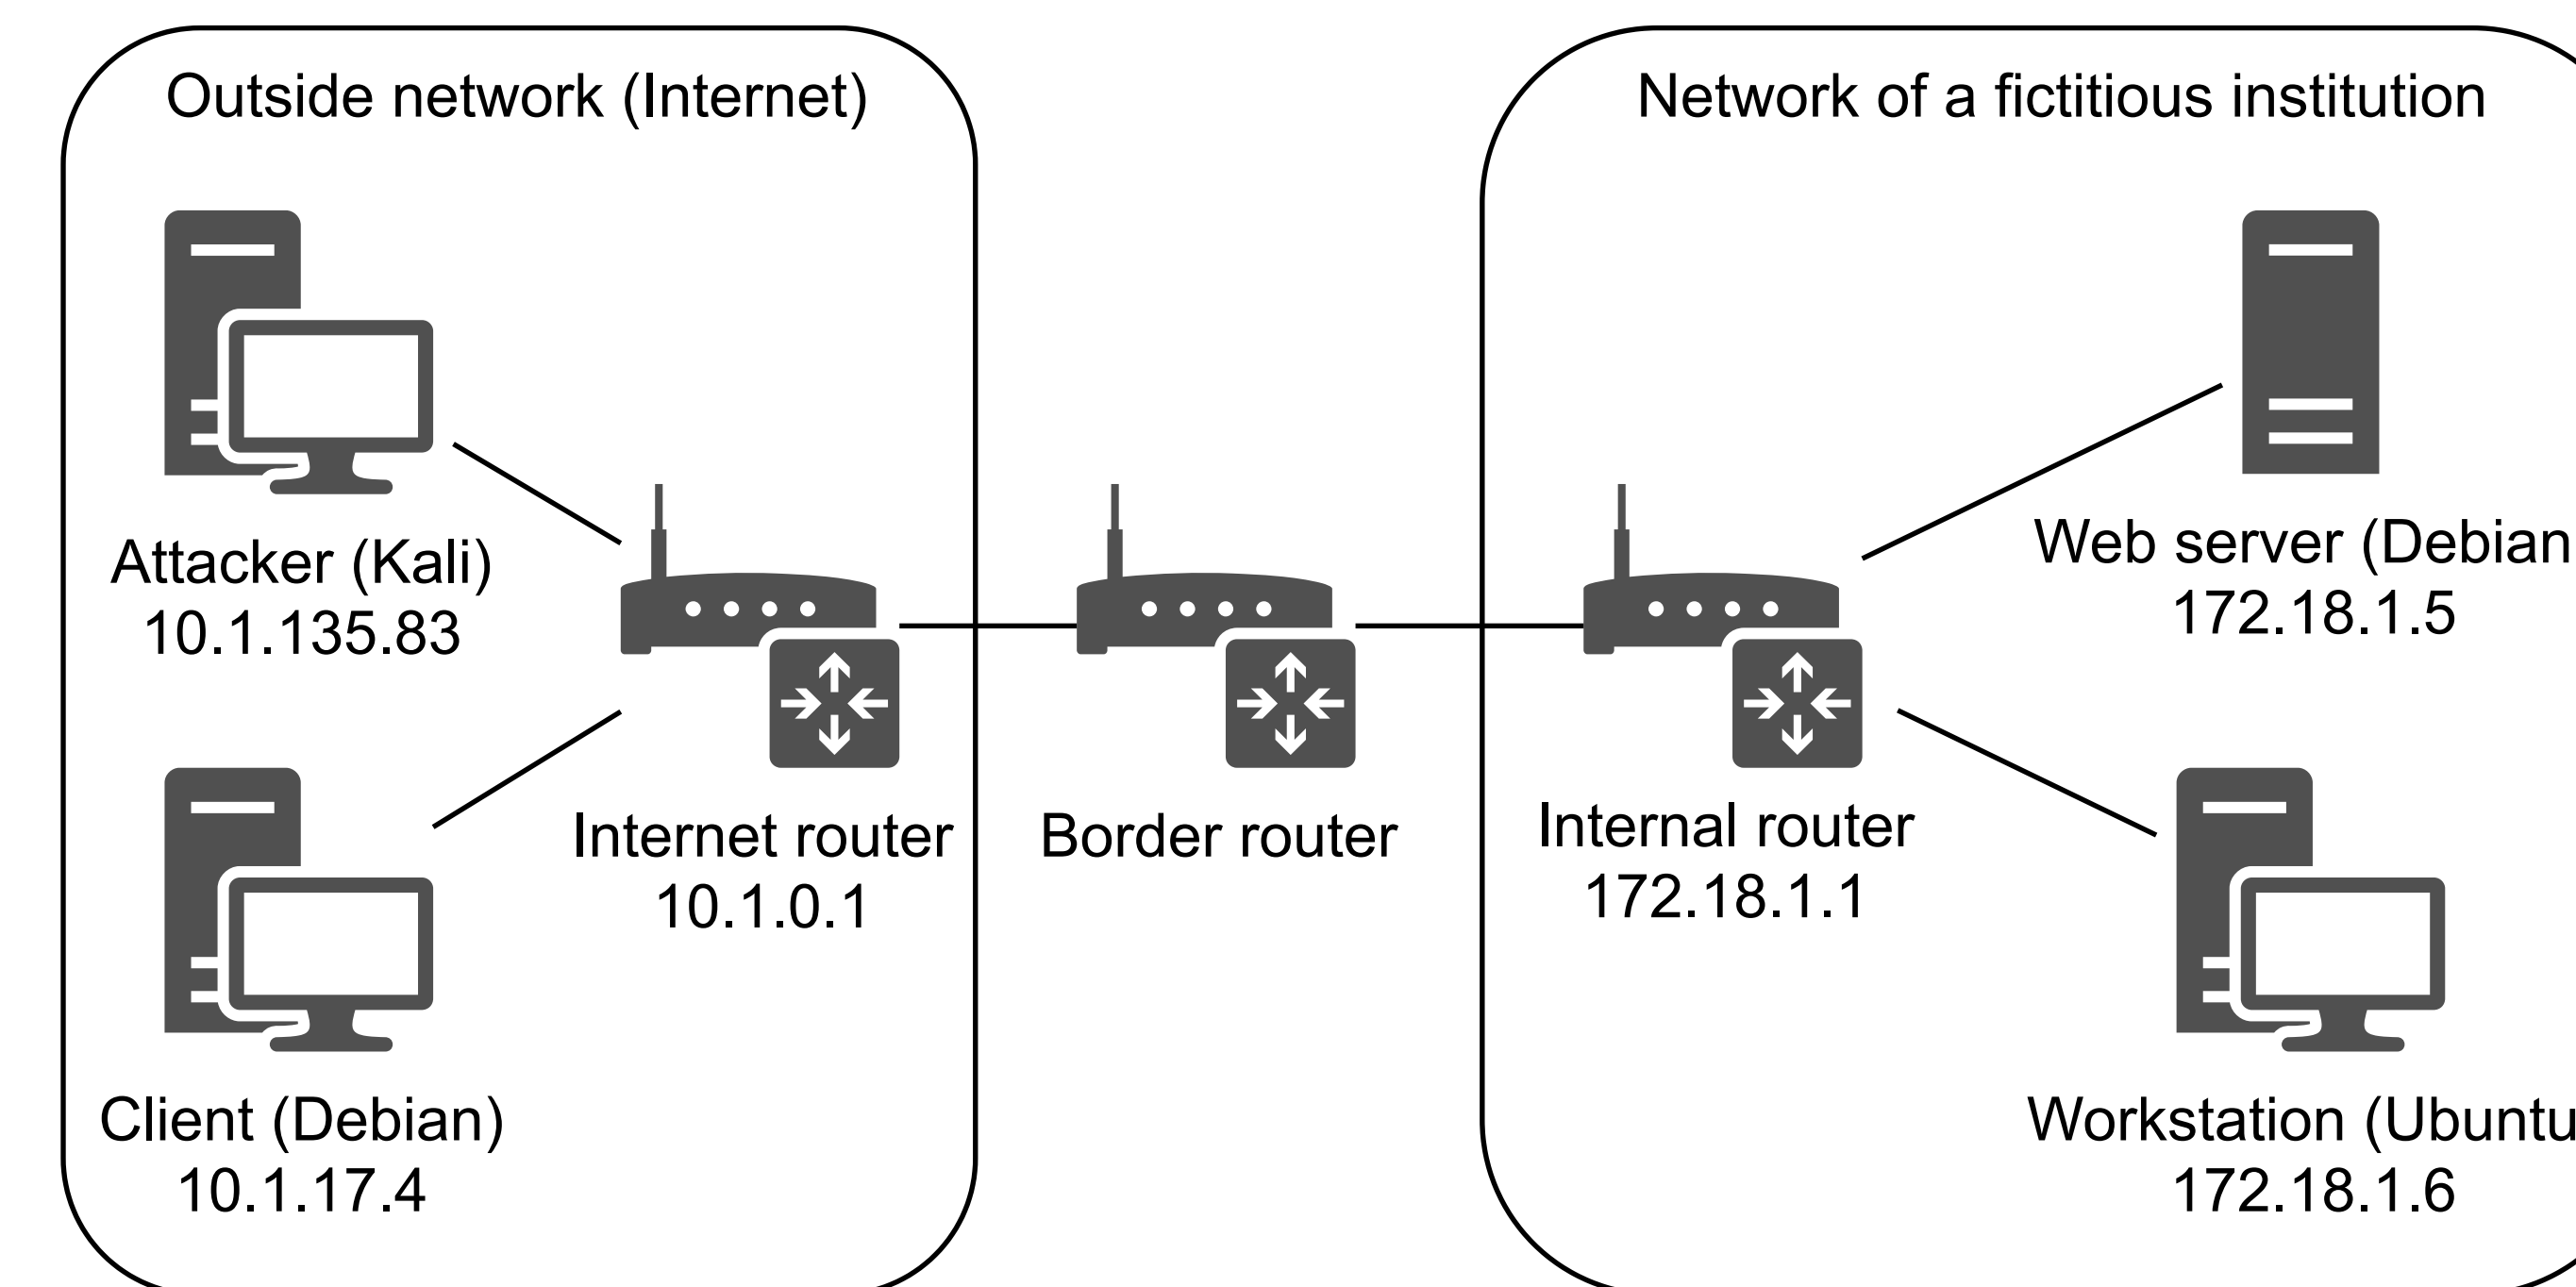 Outside network (Internet)
Network of a fictitious institution
Attacker (Kali)
10.1.135.83
Web server (Debian
172.18.1.5
Internet router
10.1.0.1
Border router
Internal router
172.18.1.1
Client (Debian)
10.1.17.4
Workstation (Ubuntu
172.18.1.6